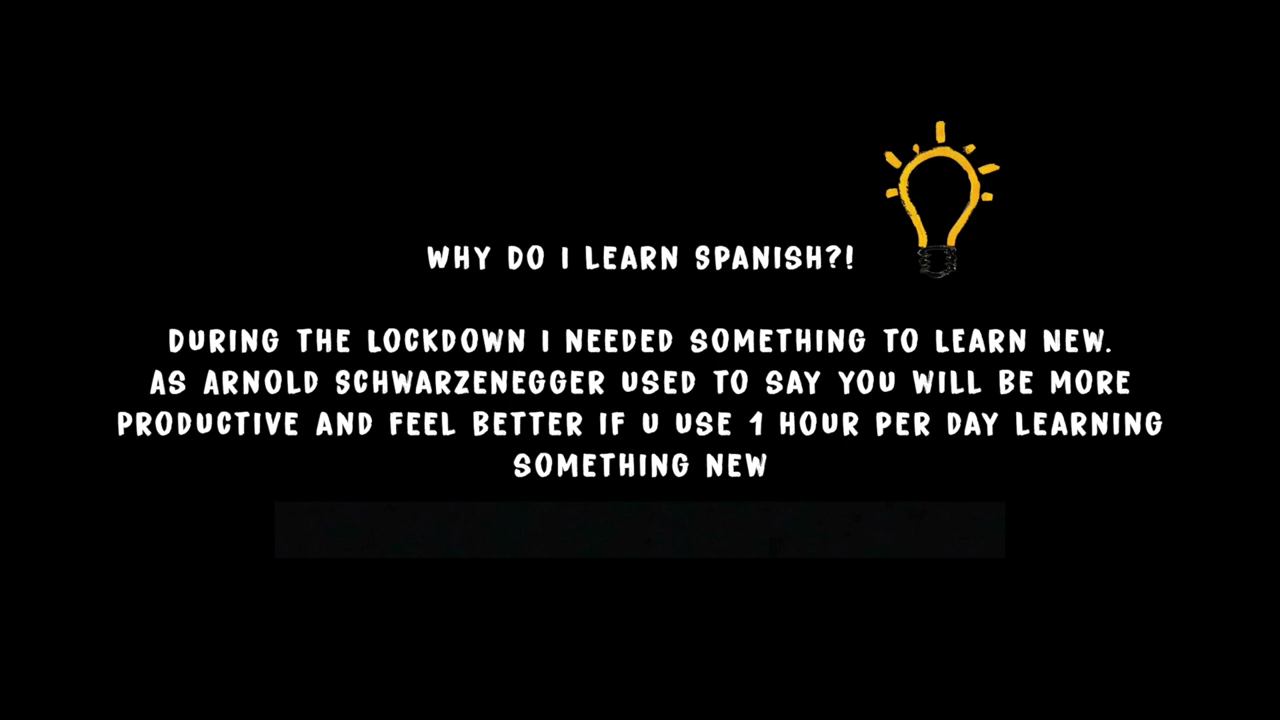 WHY DO I LEARN SPANISH?!
DURING THE LOCKDOWN I NEEDED SOMETHING TO LEARN NEW.
AS ARNOLD SCHWARZENEGGER USED TO SAY YOU WILL BE MORE
PRODUCTIVE AND FEEL BETTER IF U USE 1 HOUR PER DAY LEARNING
SOMETHING NEW